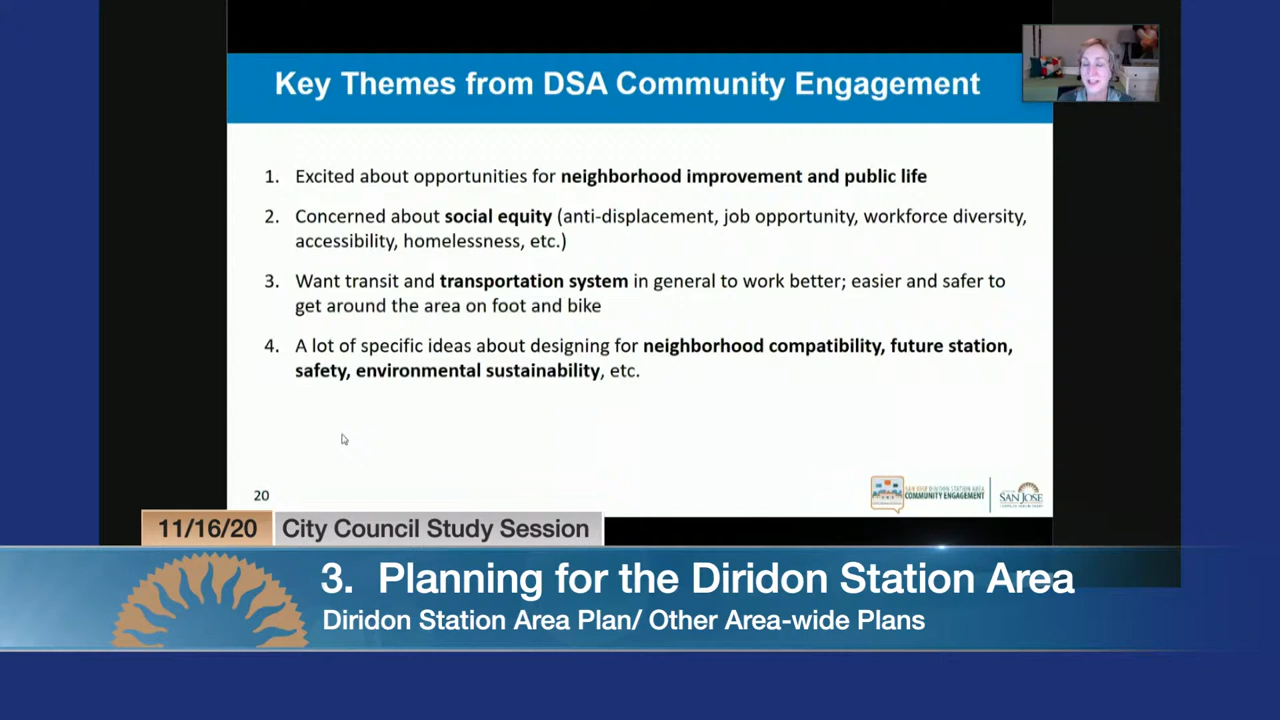 Key Themes from DSA Community Engagement
1. Excited about opportunities for neighborhood improvement and public life
2. Concerned about social equity (anti-displacement, job opportunity, workforce diversity,
accessibility, homelessness, etc.)
3. Want transit and transportation system in general to work better; easier and safer to
get around the area on foot and bike
4. A lot of specific ideas about designing for neighborhood compatibility, future station,
safety, environmental sustainability, etc.
20
SAN JOSE DIRIDON STATION AREA
COMMUNITY ENGAGEMENT
SAN JOSE
11/16/20 City Council Study Session
3. Planning for the Diridon Station Area
Diridon Station Area Plan/ Other Area-wide Plans